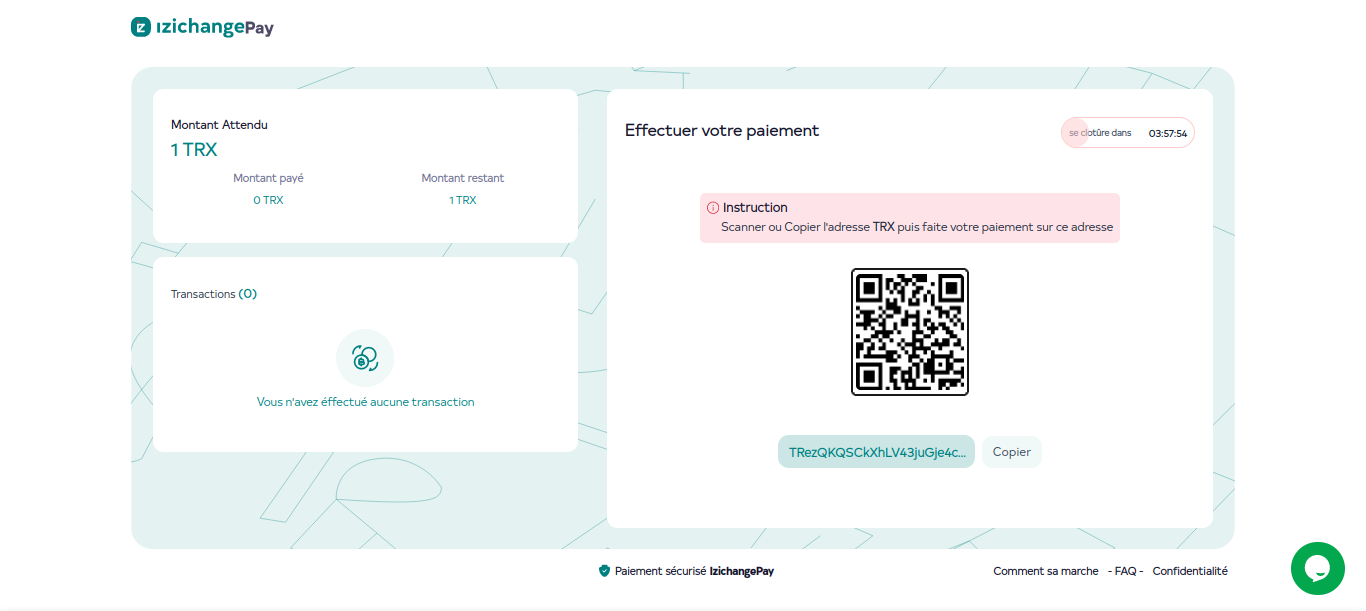 ızichangePay
Montant Attendu
1 TRX
Montant payé
Montant restant
0 TRX
1 TRX
Transactions (0)
Vous n'avez éffectué aucune transaction
Effectuer votre paiement
se clotûre dans 03:57:54
Instruction
Scanner ou Copier l'adresse TRX puis faite votre paiement sur ce adresse
TRezQKQSCkXhLV43juGje4c...
Copier
Paiement sécurisé IzichangePay
Comment sa marche - FAQ - Confidentialité